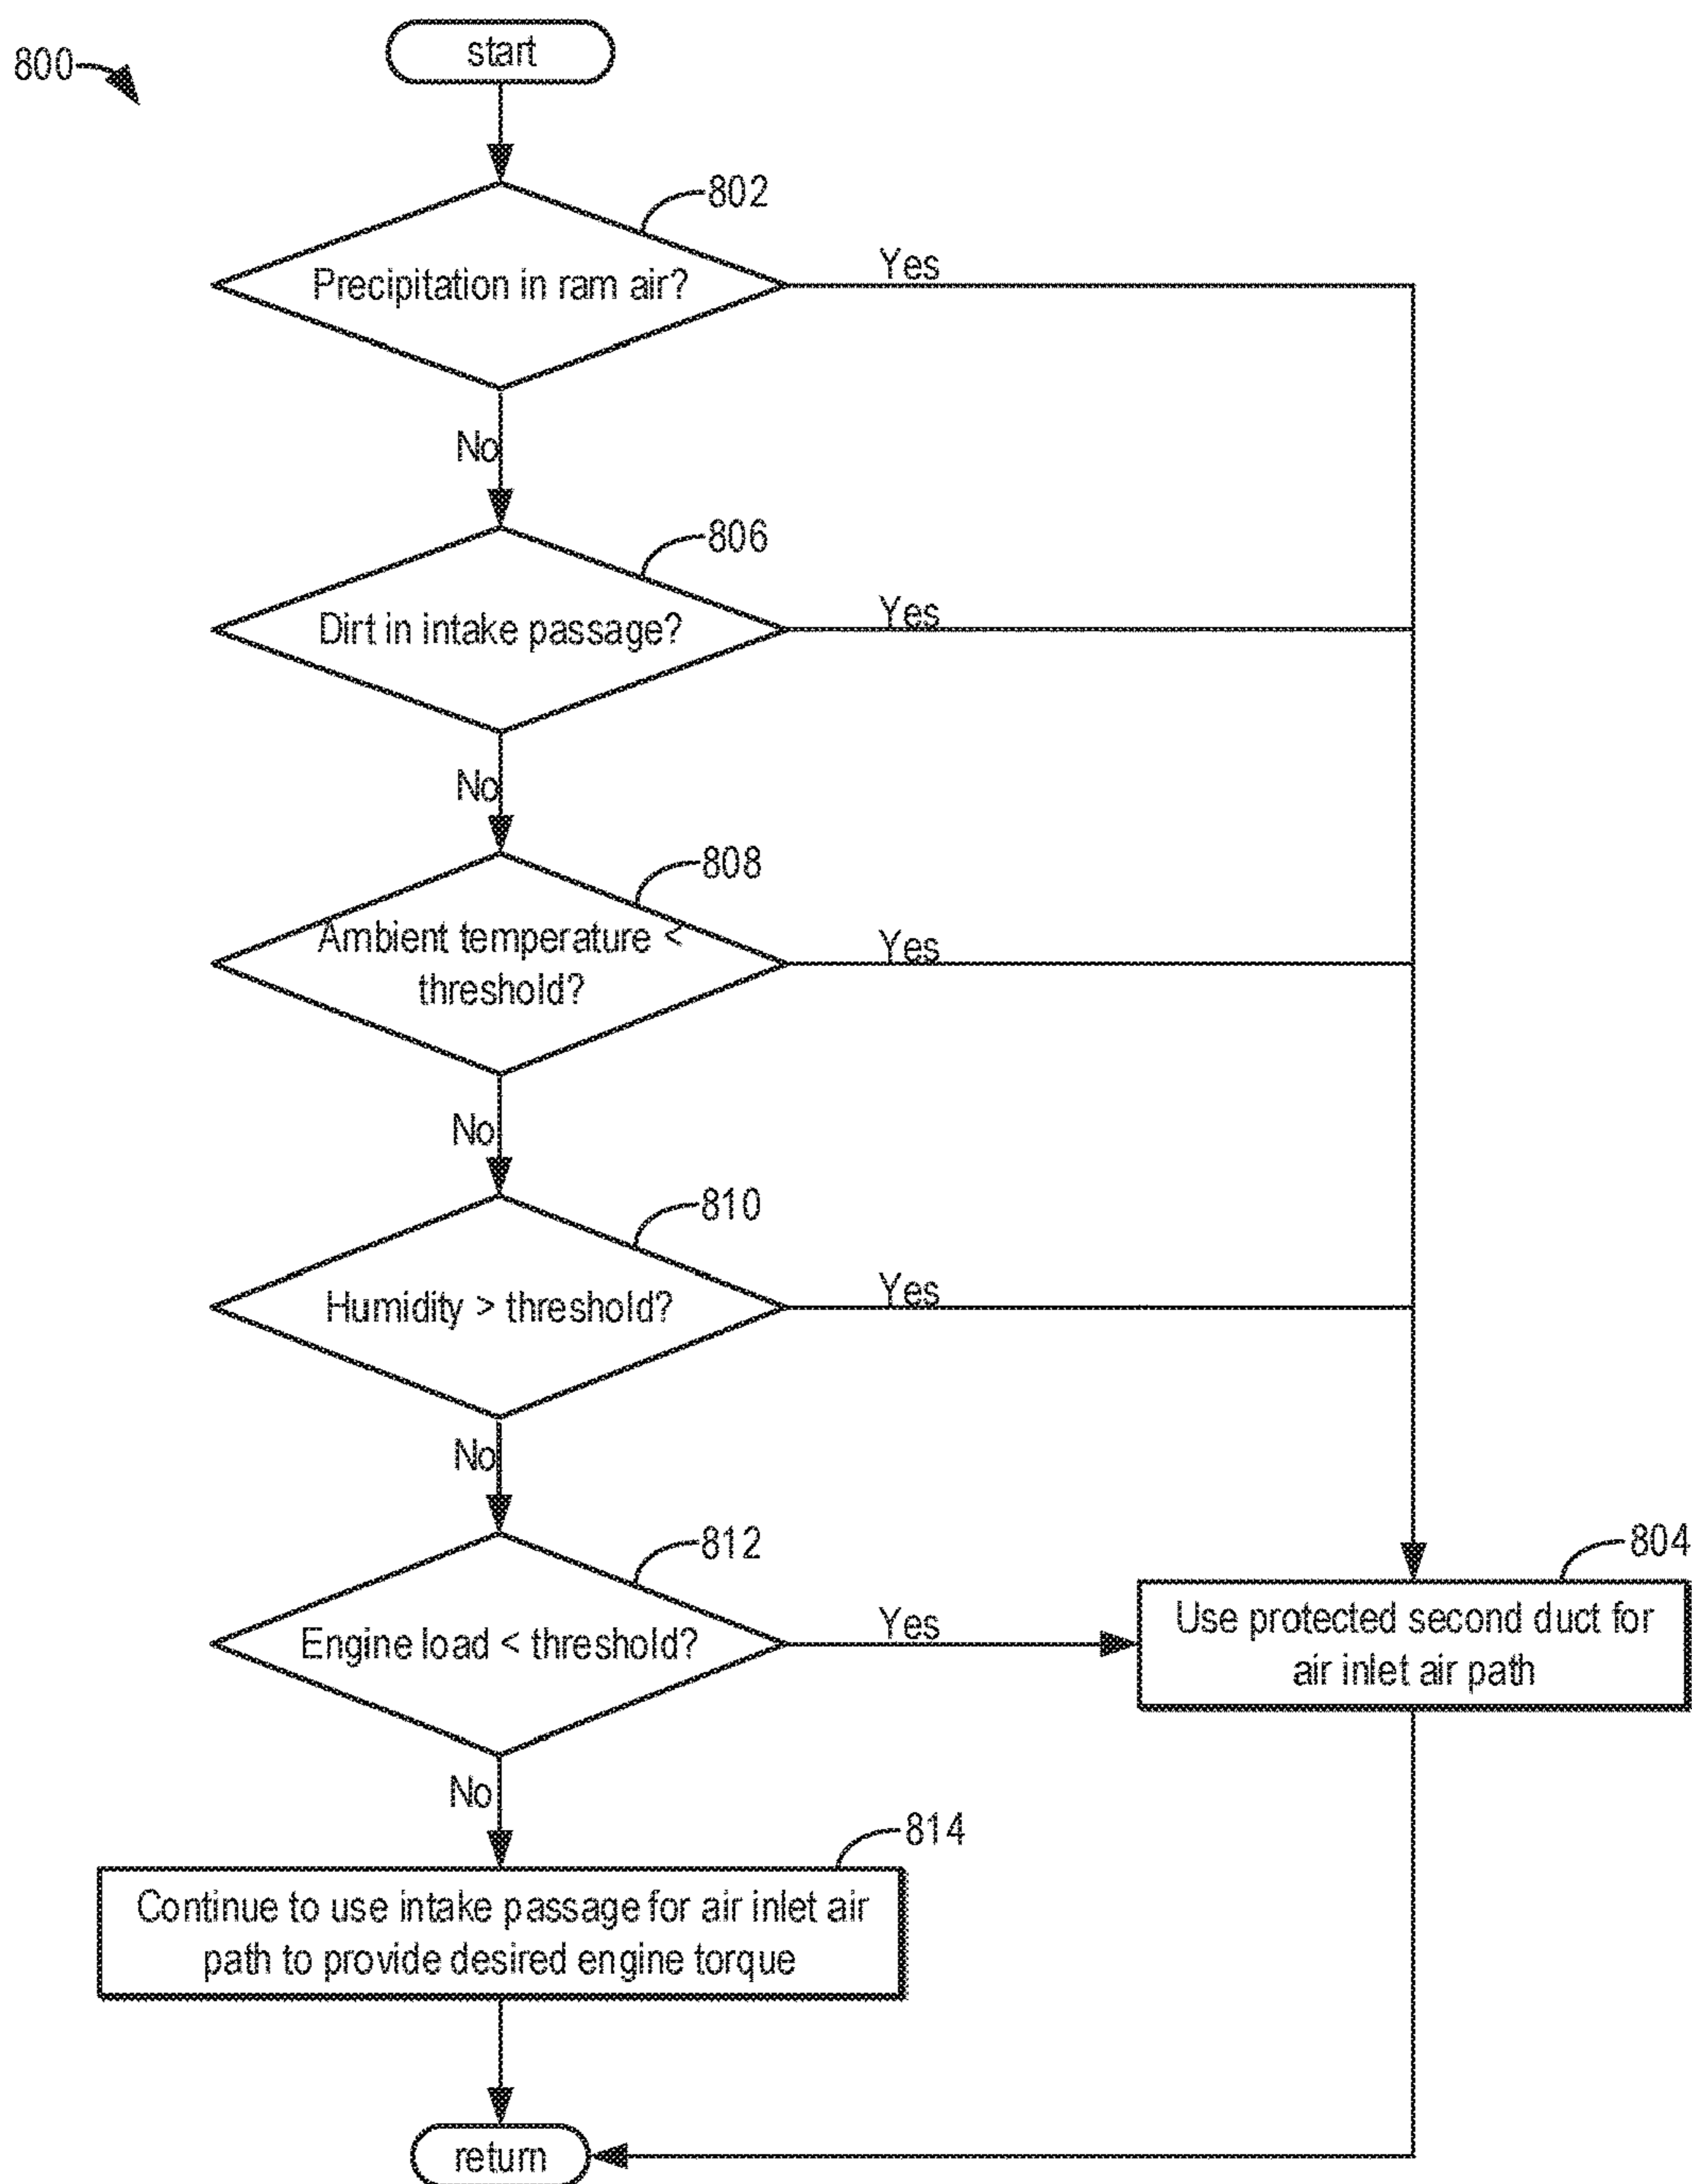 800
start
802
Precipitation in ram air?
Yes
No
806
Dirt in intake passage?
Yes
No
808
Ambient temperature <
threshold?
Yes
No
810
Humidity > threshold?
Yes
No
812
Engine load < threshold?
Yes
804
Use protected second duct for
air inlet air path
No
814
Continue to use intake passage for air inlet air
path to provide desired engine torque
return